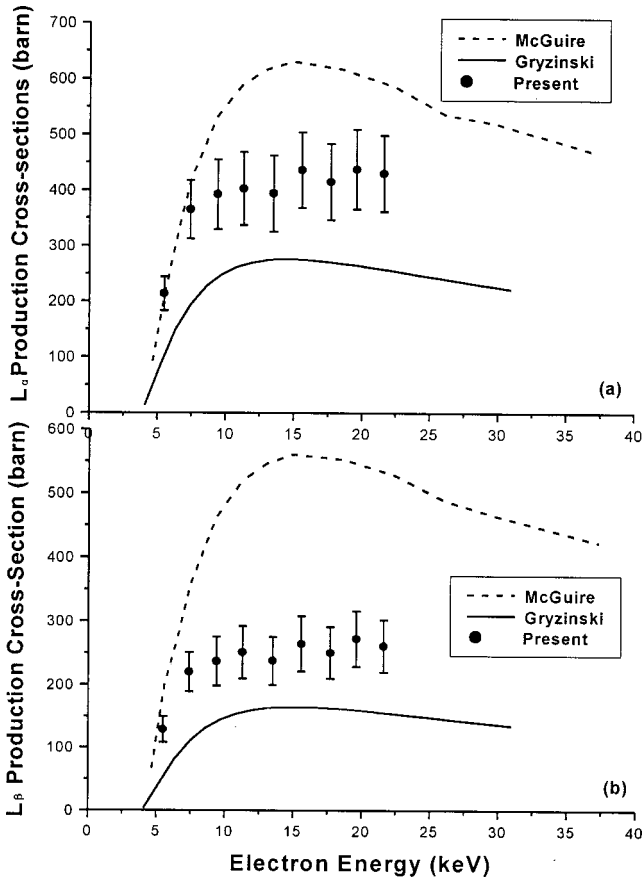 McGuire
Gryzinski
Present
700
600
500
400
300
200
100
0
Lα Production Cross-sections (barn)
(a)
0 5 10 15 20 25 30 35 40
600
500
400
300
200
100
0
Lβ Production Cross-Section (barn)
McGuire
Gryzinski
Present
(b)
0 5 10 15 20 25 30 35 40
Electron Energy (keV)